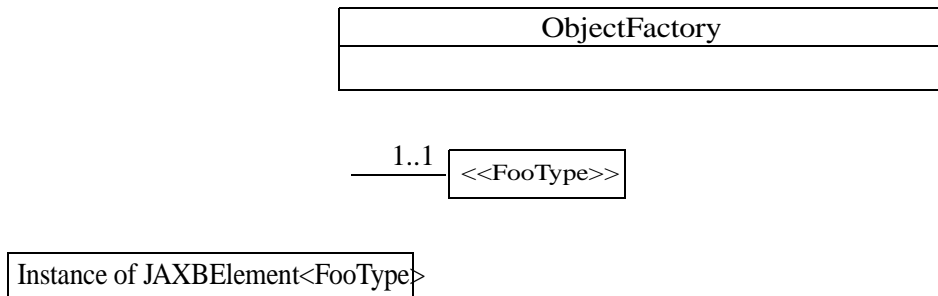 ObjectFactory
1..1
<<FooType>>
Instance of JAXBElement<FooType>